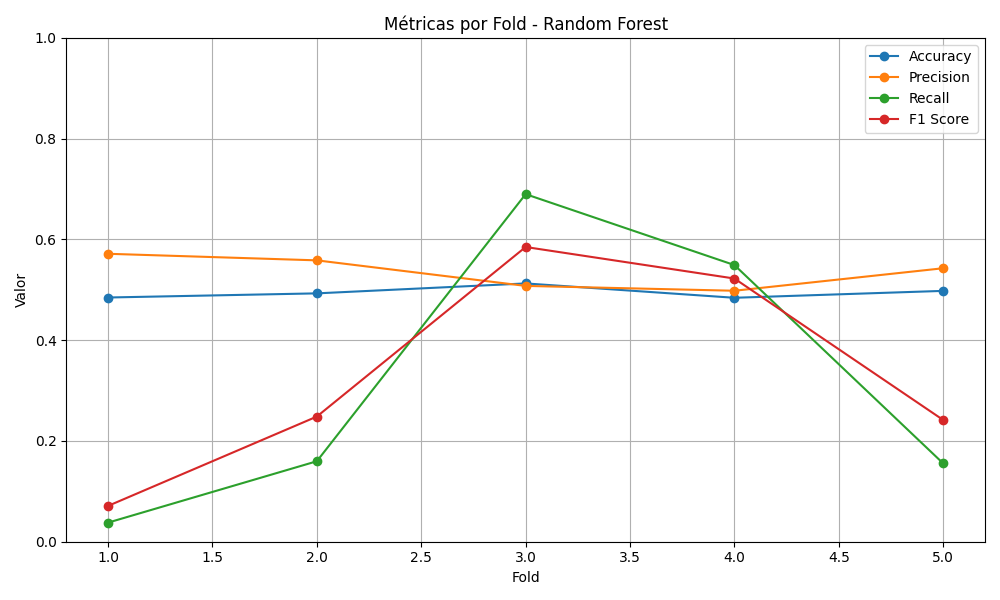 Métricas por Fold - Random Forest
Accuracy
Precision
Recall
F1 Score
Valor
1.0
0.8
0.6
0.4
0.2
0.0
1.0 1.5 2.0 2.5 3.0 3.5 4.0 4.5 5.0
Fold